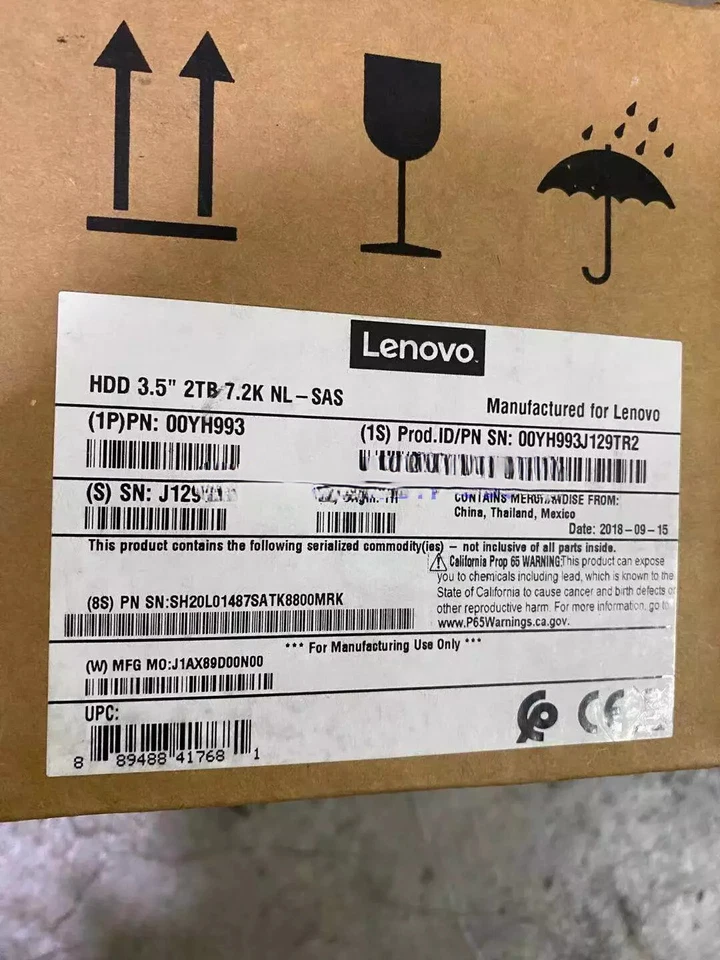 Lenovo
HDD 3.5" 2TB 7.2K NL-SAS
Manufactured for Lenovo
(1P)PN: 00YH993
(1S) Prod.ID/PN SN: 00YH993J129TR2
(S) SN: J129
CONTAINS MERCHANDISE FROM:
China, Thailand, Mexico
Date: 2018-09-15
This product contains the following serialized commodity(ies) - not inclusive of all parts inside.
California Prop 65 WARNING:This product can expose
you to chemicals including lead, which is known to the
State of California to cause cancer and birth defects or
other reproductive harm. For more information, go to
www.P65Warnings.ca.gov.
(8S) PN SN:SH20L01487SATK8800MRK
*** For Manufacturing Use Only ***
(W) MFG MO:J1AX89D00N00
UPC:
8 89488 41768 1
CE